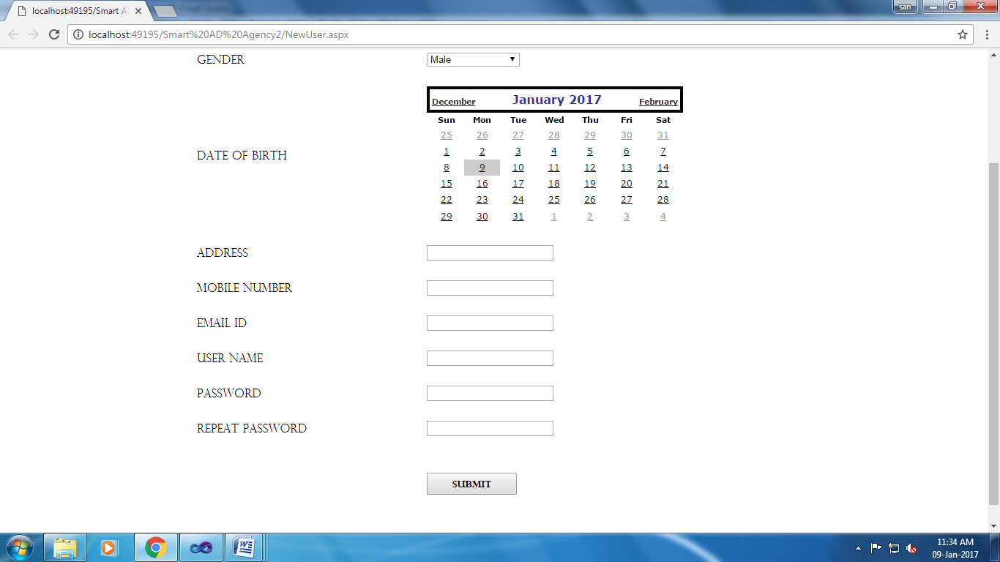 localhost:49195/Smart A
san
localhost:49195/Smart%20AD%20Agency2/NewUser.aspx
GENDER Male
December January 2017 February
Sun Mon Tue Wed Thu Fri Sat
25 26 27 28 29 30 31
DATE OF BIRTH
1 2 3 4 5 6 7
8 9 10 11 12 13 14
15 16 17 18 19 20 21
22 23 24 25 26 27 28
29 30 31 1 2 3 4
ADDRESS
MOBILE NUMBER
EMAIL ID
USER NAME
PASSWORD
REPEAT PASSWORD
SUBMIT
11:34 AM
09-Jan-2017